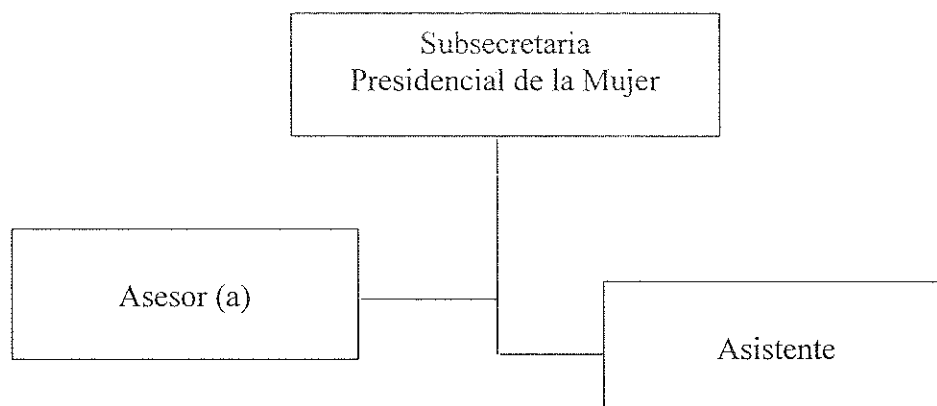 Subsecretaria
Presidencial de la Mujer
Asesor (a)
Asistente